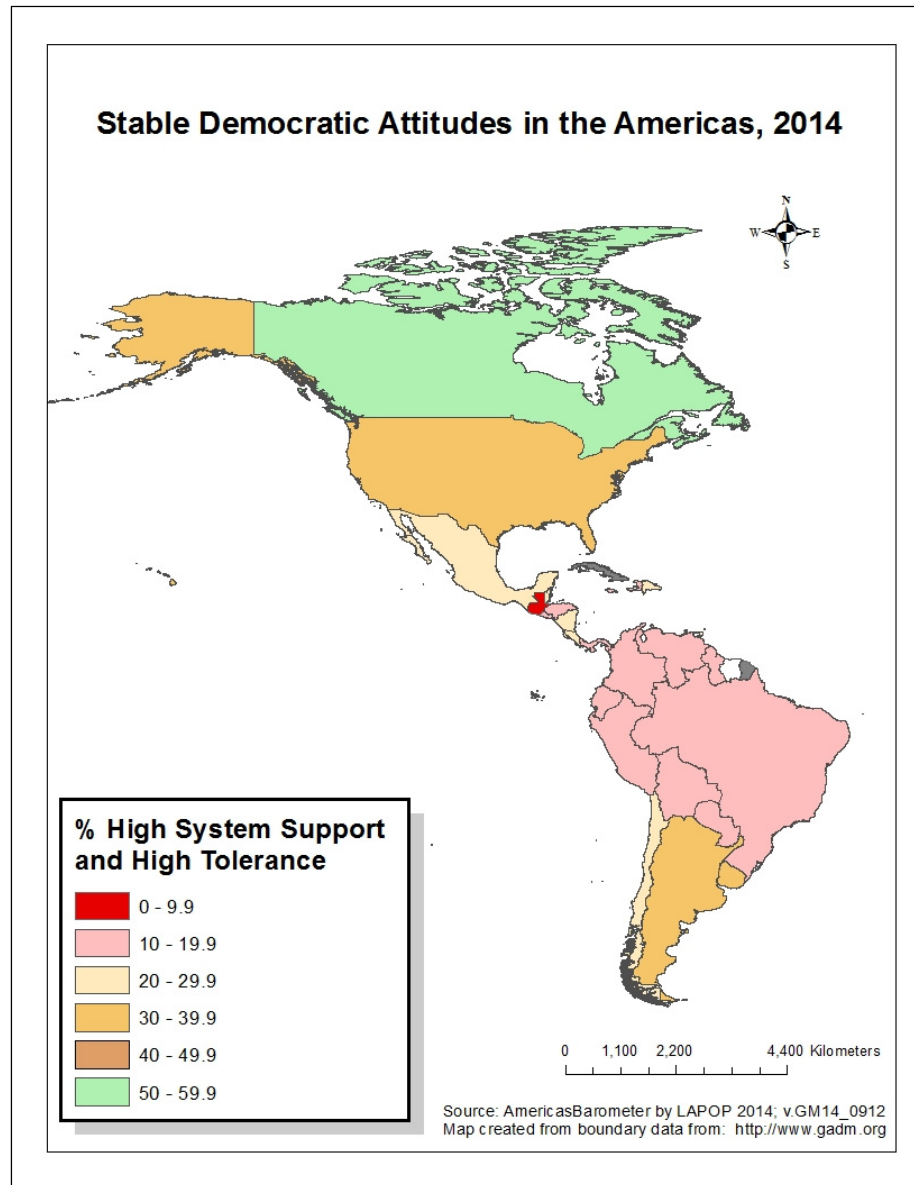 Stable Democratic Attitudes in the Americas, 2014
N
W E
S
% High System Support
and High Tolerance
0 - 9.9
10 - 19.9
20 - 29.9
30 - 39.9
40 - 49.9
50 - 59.9
0 1,100 2,200 4,400 Kilometers
Source: AmericasBarometer by LAPOP 2014; v.GM14_0912
Map created from boundary data from: http://www.gadm.org